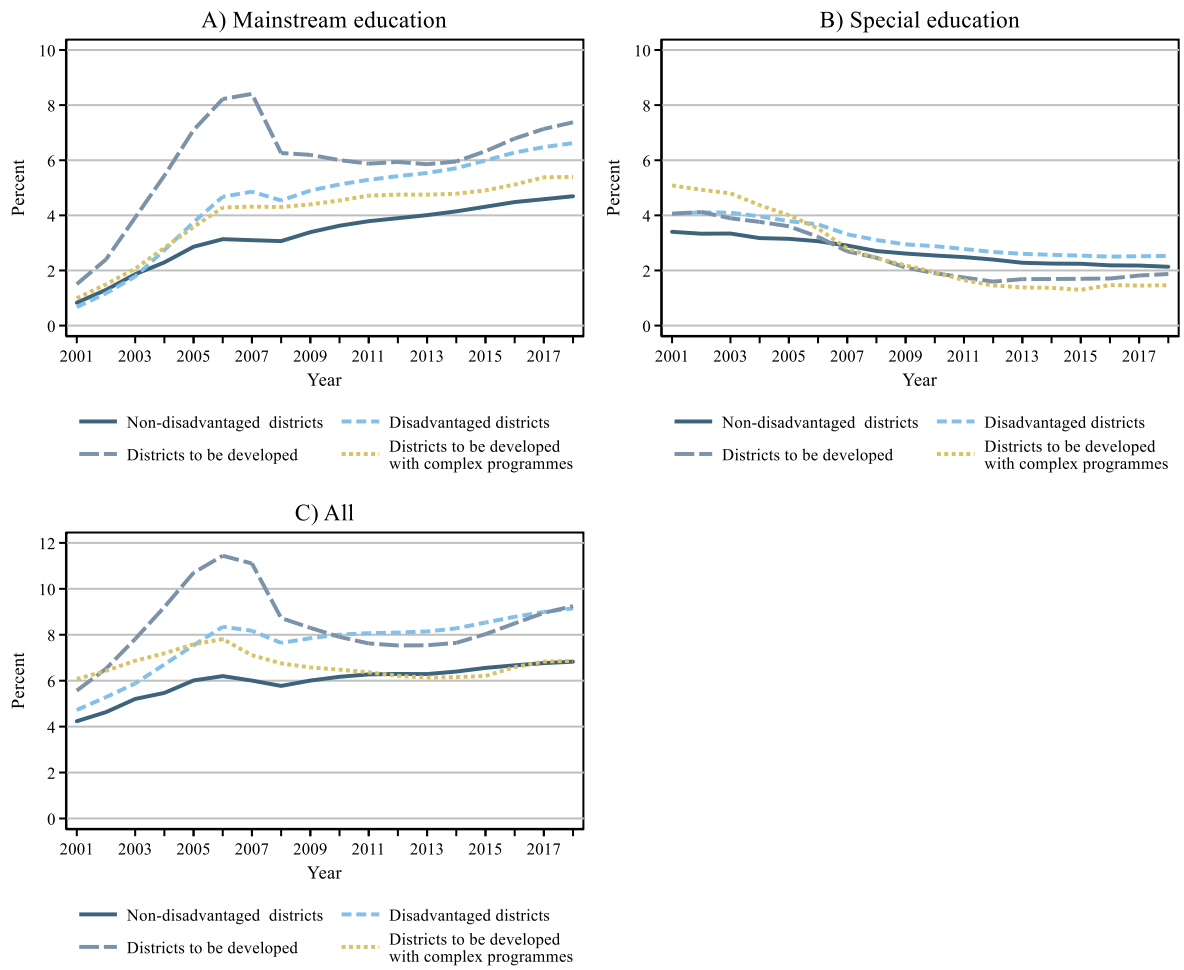 A) Mainstream education
10
8
6
4
2
0
Percent
2001 2003 2005 2007 2009 2011 2013 2015 2017
Year
Non-disadvantaged districts
Disadvantaged districts
Districts to be developed
Districts to be developed
with complex programmes
B) Special education
10
8
6
4
2
0
Percent
2001 2003 2005 2007 2009 2011 2013 2015 2017
Year
Non-disadvantaged districts
Disadvantaged districts
Districts to be developed
Districts to be developed
with complex programmes
C) All
12
10
8
6
4
2
0
Percent
2001 2003 2005 2007 2009 2011 2013 2015 2017
Year
Non-disadvantaged districts
Disadvantaged districts
Districts to be developed
Districts to be developed
with complex programmes